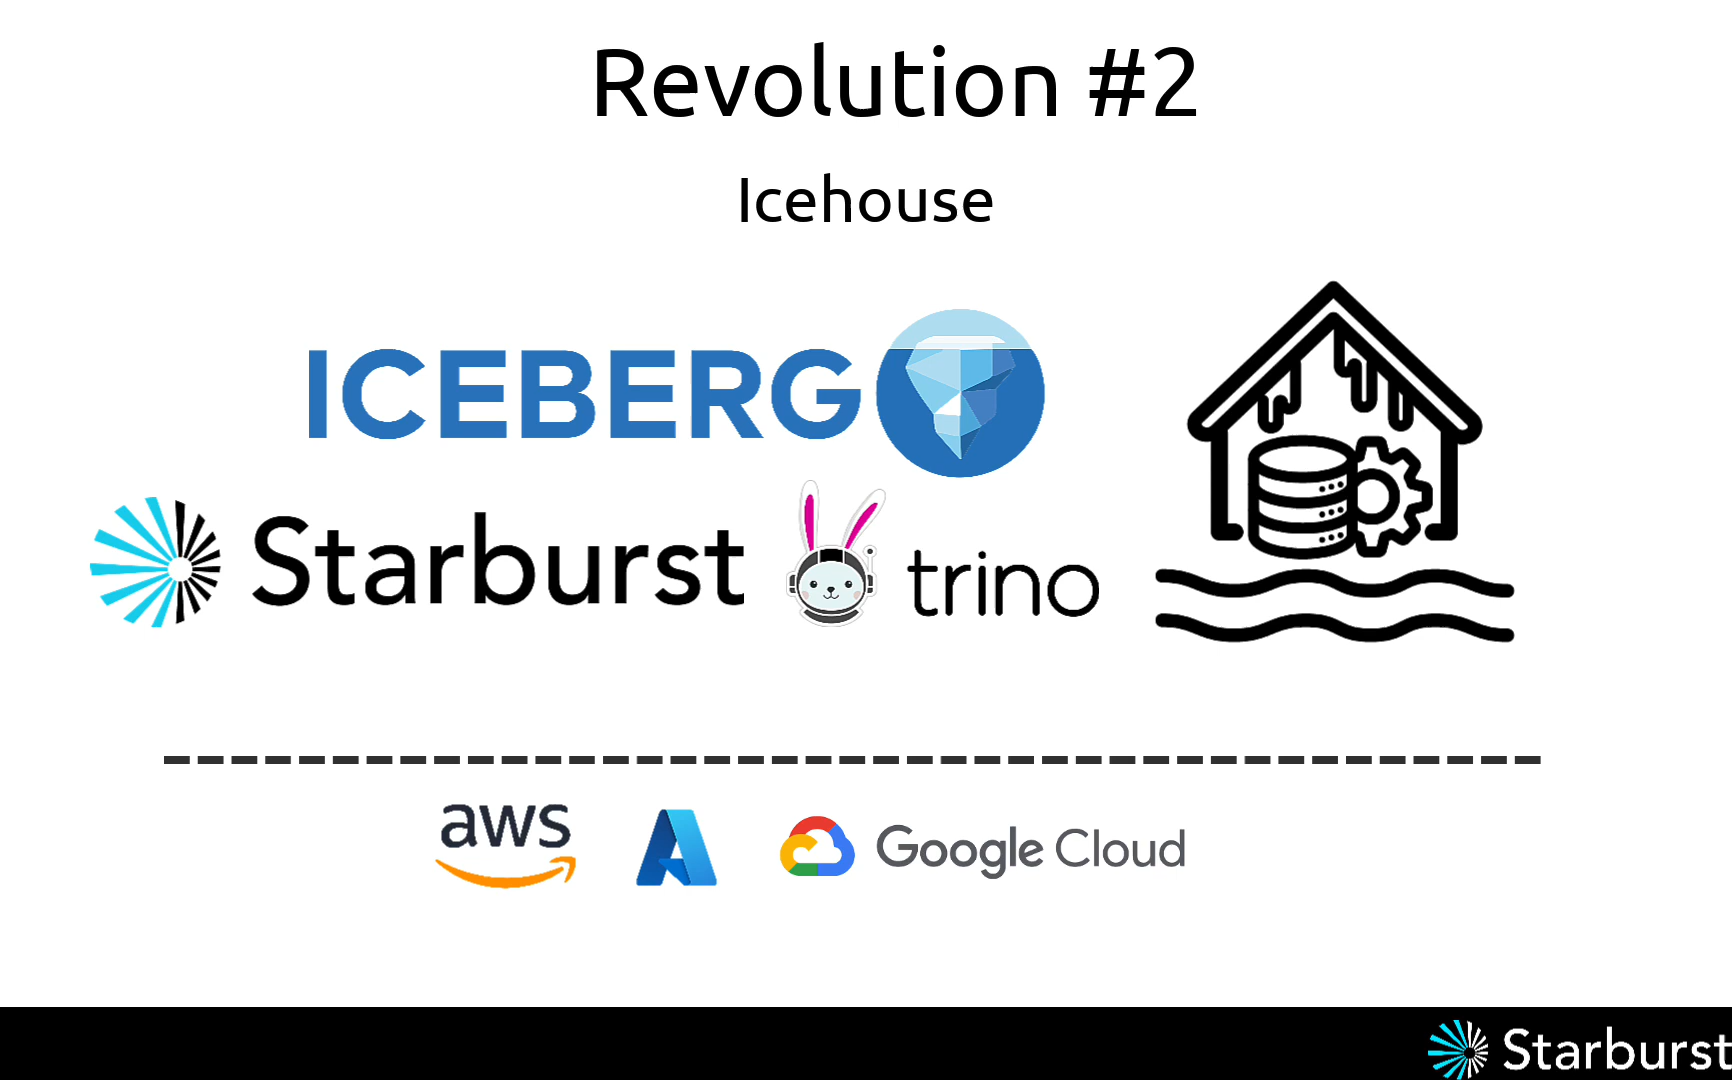 Revolution #2
Icehouse
ICEBERG
Starburst trino
aws Google Cloud
Starburst